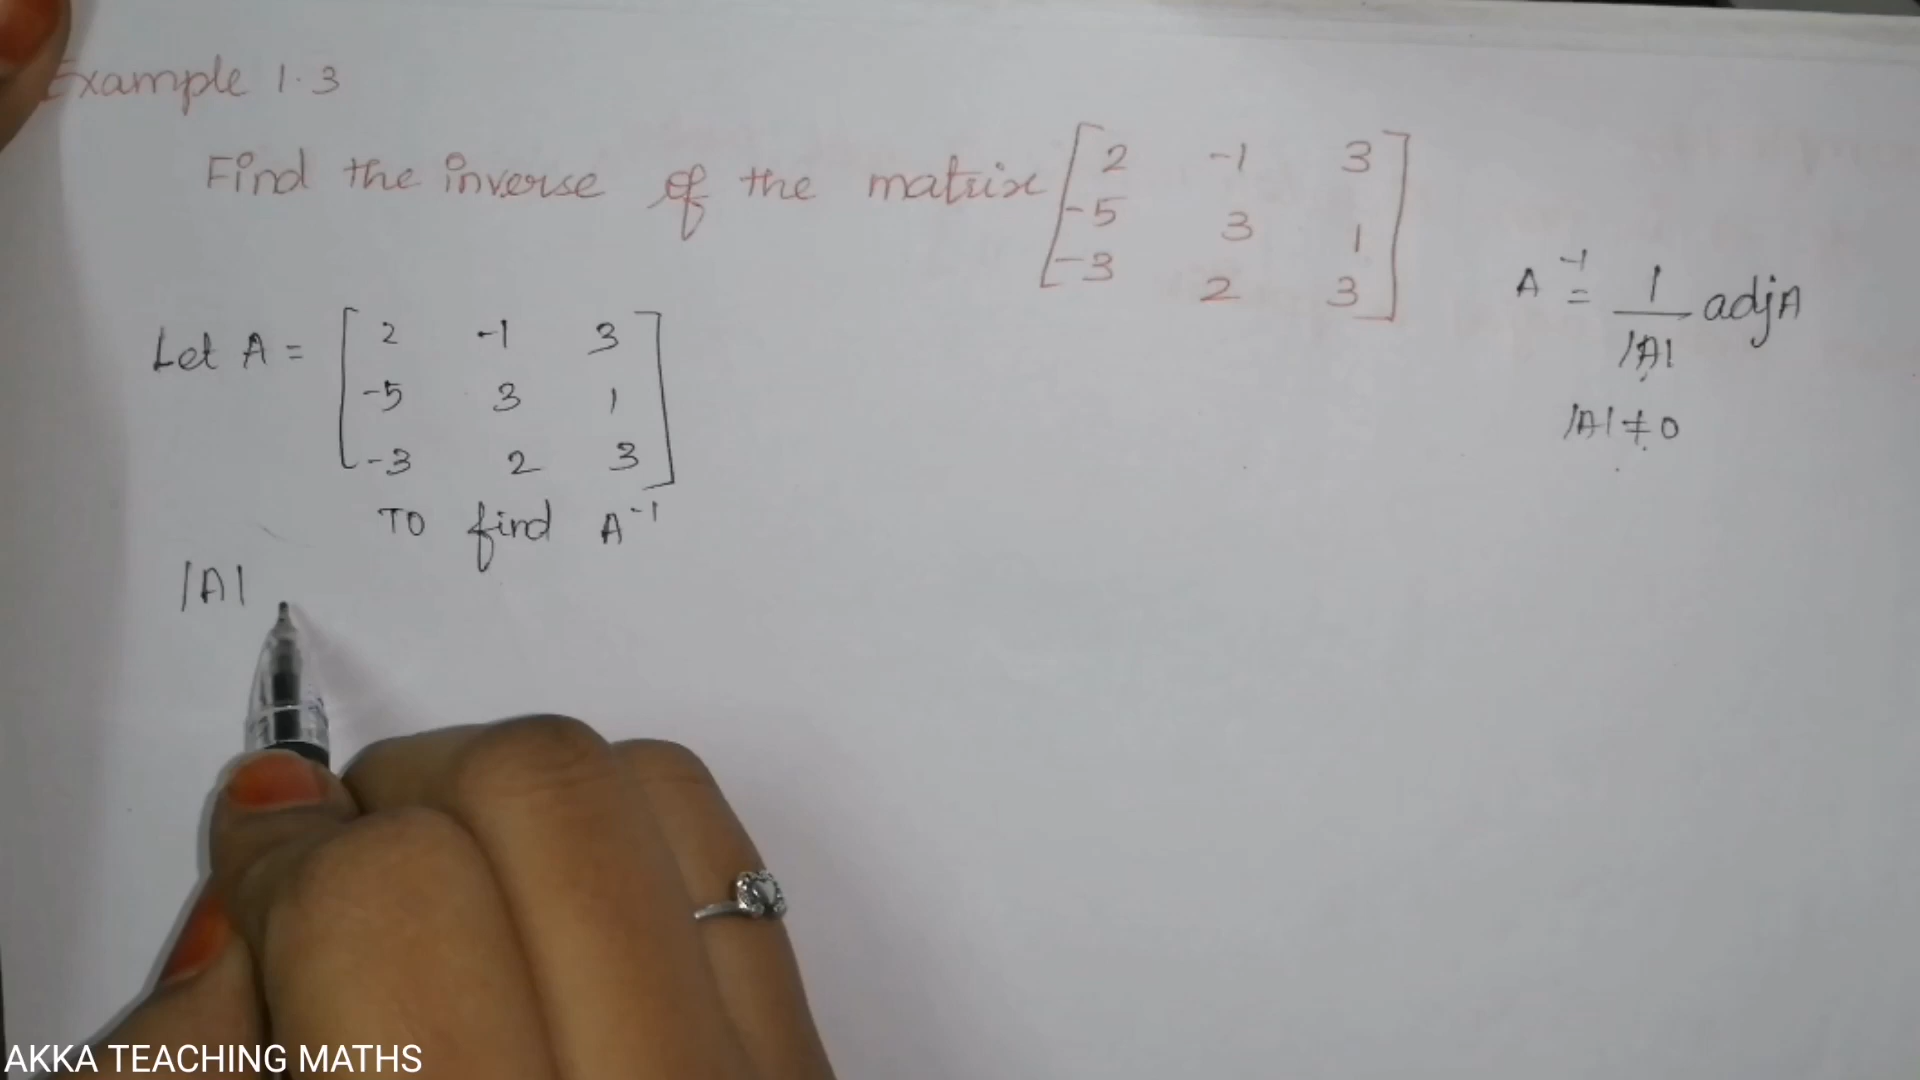 Example 1.3
Find the inverse of the matrix [2 -1 3
-5 3 1
-3 2 3]
A⁻¹ = 1/|A| adjA
|A| ≠ 0
Let A = [2 -1 3
-5 3 1
-3 2 3]
TO find A⁻¹
|A|
AKKA TEACHING MATHS